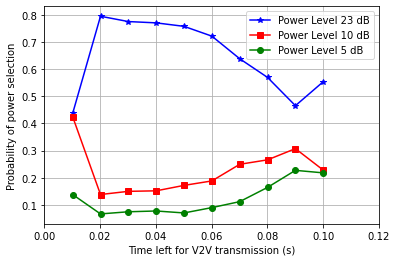 Power Level 23 dB
Power Level 10 dB
Power Level 5 dB
Probability of power selection
0.8
0.7
0.6
0.5
0.4
0.3
0.2
0.1
0.00 0.02 0.04 0.06 0.08 0.10 0.12
Time left for V2V transmission (s)